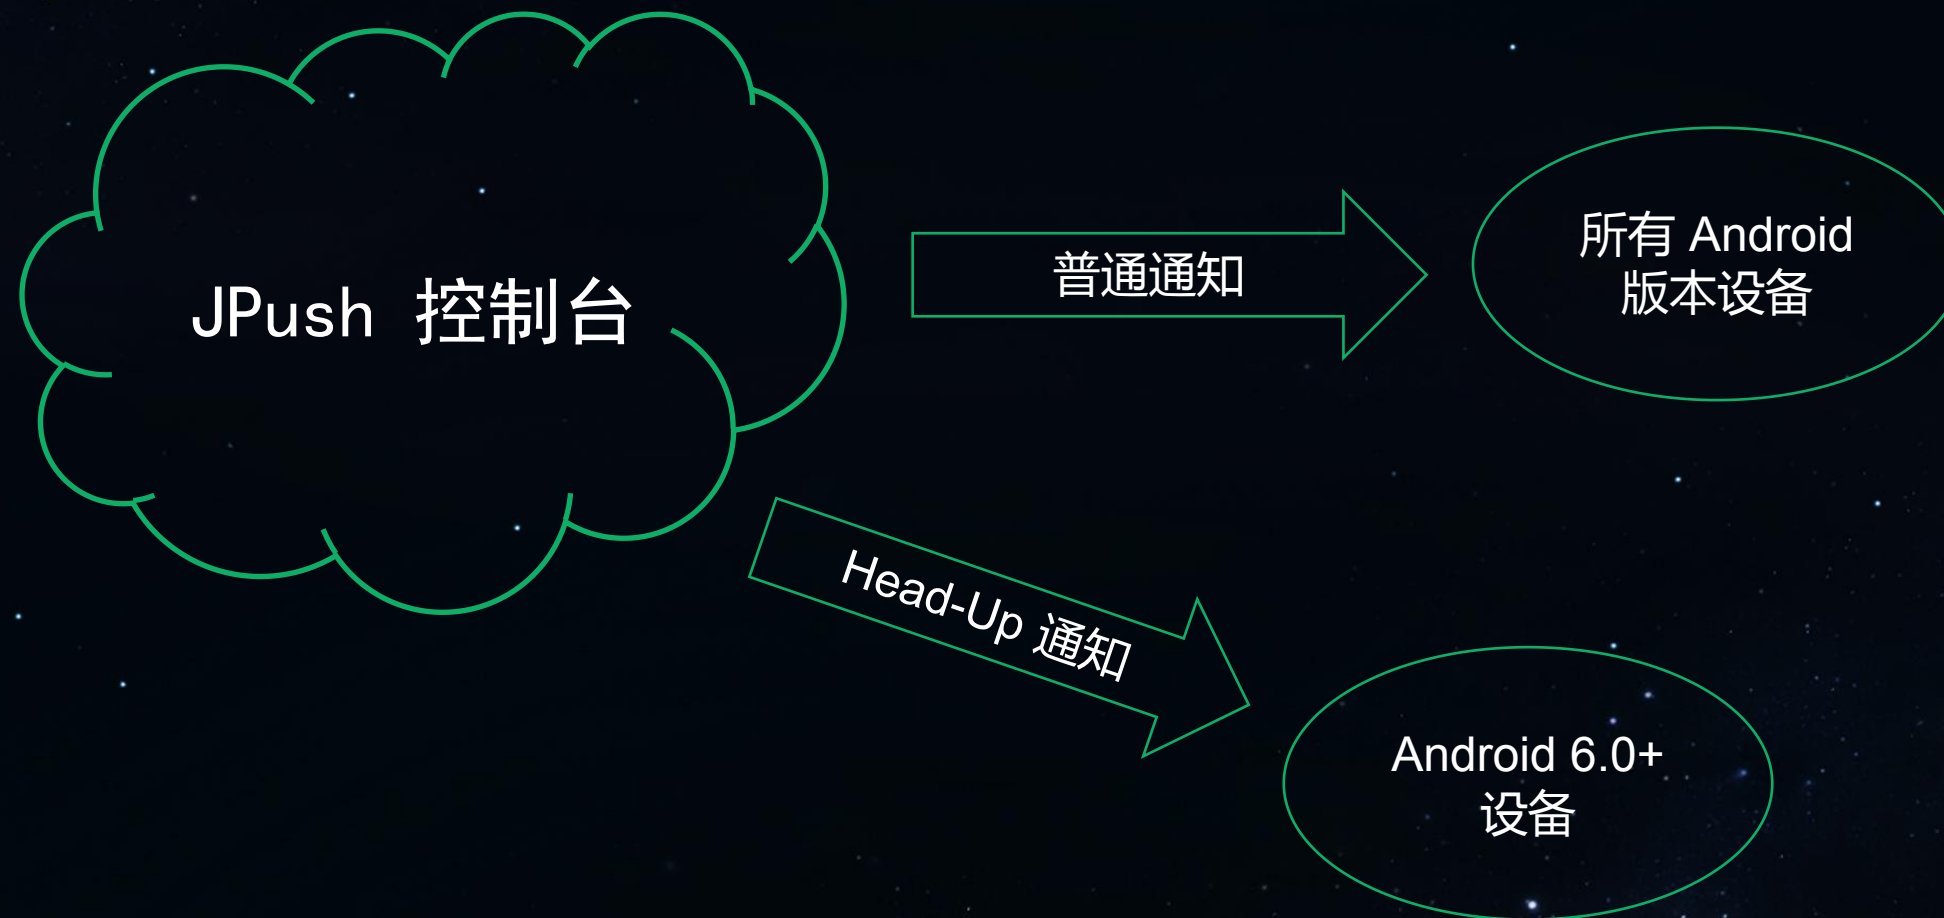 JPush 控制台
普通通知
所有 Android
版本设备
Head-Up 通知
Android 6.0+
设备